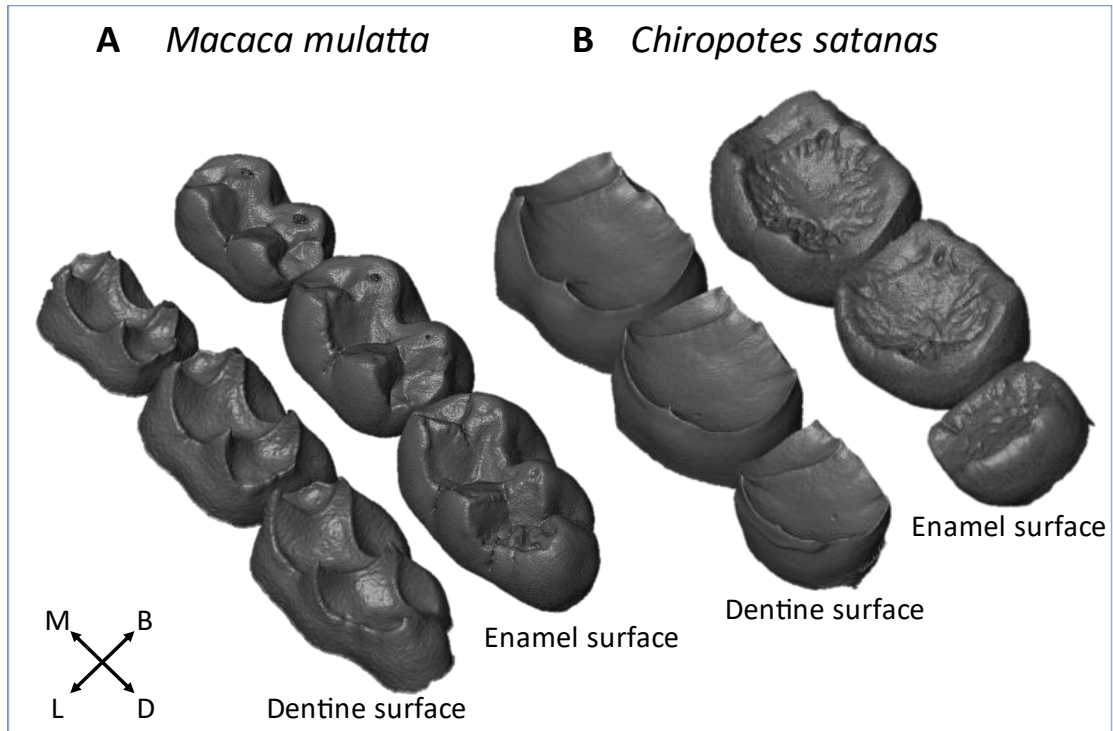 A Macaca mulatta
B Chiropotes satanas
Enamel surface
Dentine surface
Enamel surface
M B
L D
Dentine surface